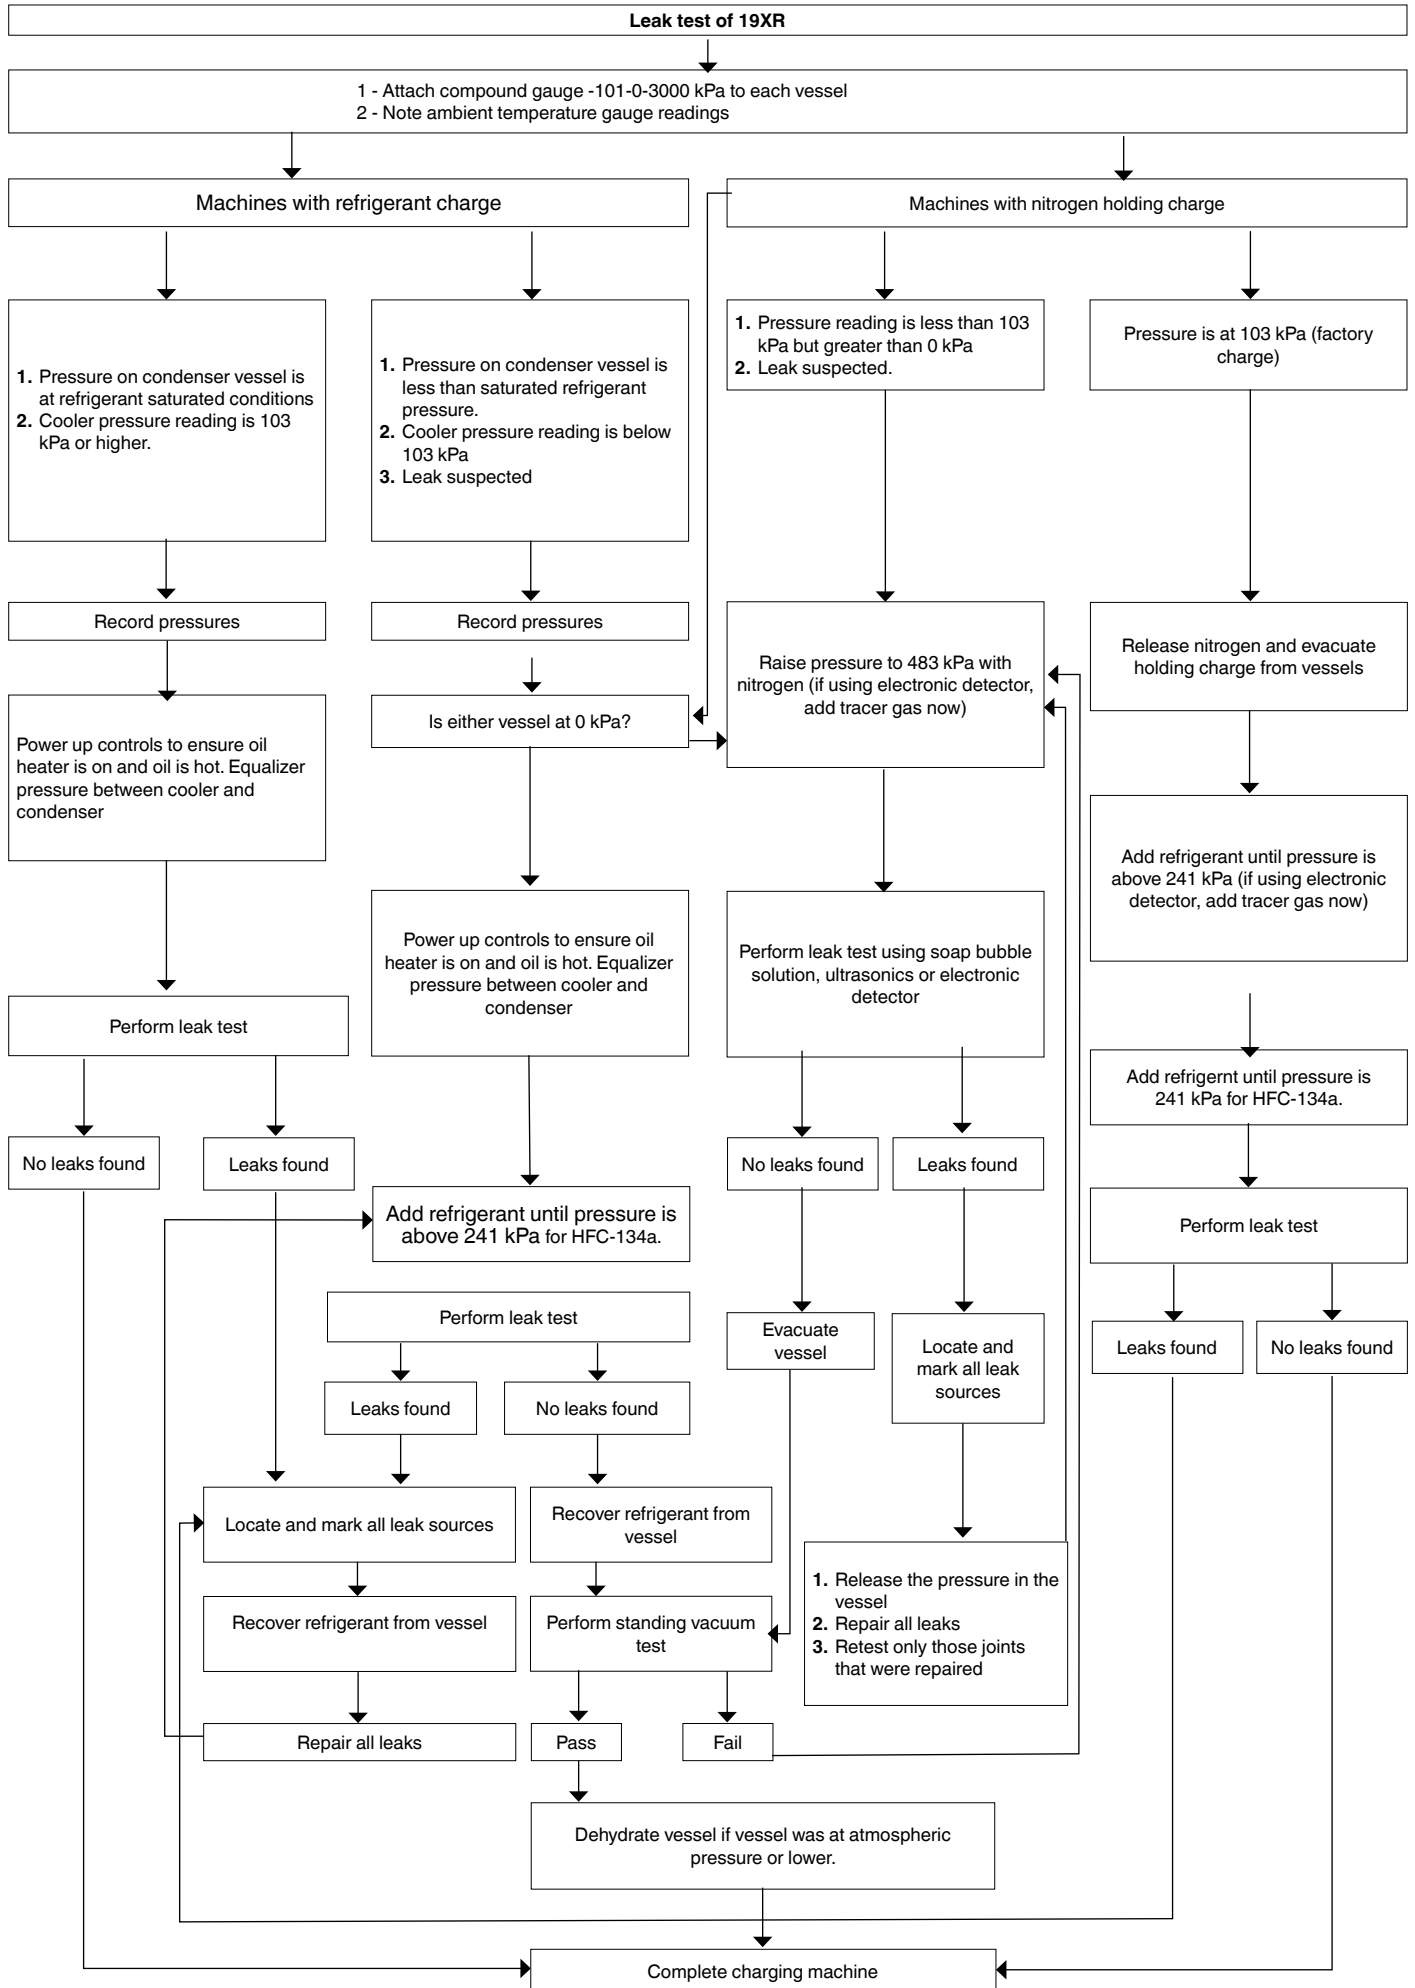 Leak test of 19XR
1 - Attach compound gauge -101-0-3000 kPa to each vessel
2 - Note ambient temperature gauge readings
Machines with refrigerant charge
Machines with nitrogen holding charge
1. Pressure on condenser vessel is
at refrigerant saturated conditions
2. Cooler pressure reading is 103
kPa or higher.
1. Pressure on condenser vessel is
less than saturated refrigerant
pressure.
2. Cooler pressure reading is below
103 kPa
3. Leak suspected
1. Pressure reading is less than 103
kPa but greater than 0 kPa
2. Leak suspected.
Pressure is at 103 kPa (factory
charge)
Record pressures
Record pressures
Raise pressure to 483 kPa with
nitrogen (if using electronic detector,
add tracer gas now)
Release nitrogen and evacuate
holding charge from vessels
Power up controls to ensure oil
heater is on and oil is hot. Equalizer
pressure between cooler and
condenser
Is either vessel at 0 kPa?
Add refrigerant until pressure is
above 241 kPa (if using electronic
detector, add tracer gas now)
Power up controls to ensure oil
heater is on and oil is hot. Equalizer
pressure between cooler and
condenser
Perform leak test using soap bubble
solution, ultrasonics or electronic
detector
Perform leak test
Add refrigernt until pressure is
241 kPa for HFC-134a.
No leaks found
Leaks found
No leaks found
Leaks found
Add refrigerant until pressure is
above 241 kPa for HFC-134a.
Perform leak test
Perform leak test
Evacuate
vessel
Locate and
mark all leak
sources
Leaks found
No leaks found
Leaks found
No leaks found
Locate and mark all leak sources
Recover refrigerant from
vessel
Recover refrigerant from vessel
Perform standing vacuum
test
1. Release the pressure in the
vessel
2. Repair all leaks
3. Retest only those joints
that were repaired
Repair all leaks
Pass
Fail
Dehydrate vessel if vessel was at atmospheric
pressure or lower.
Complete charging machine